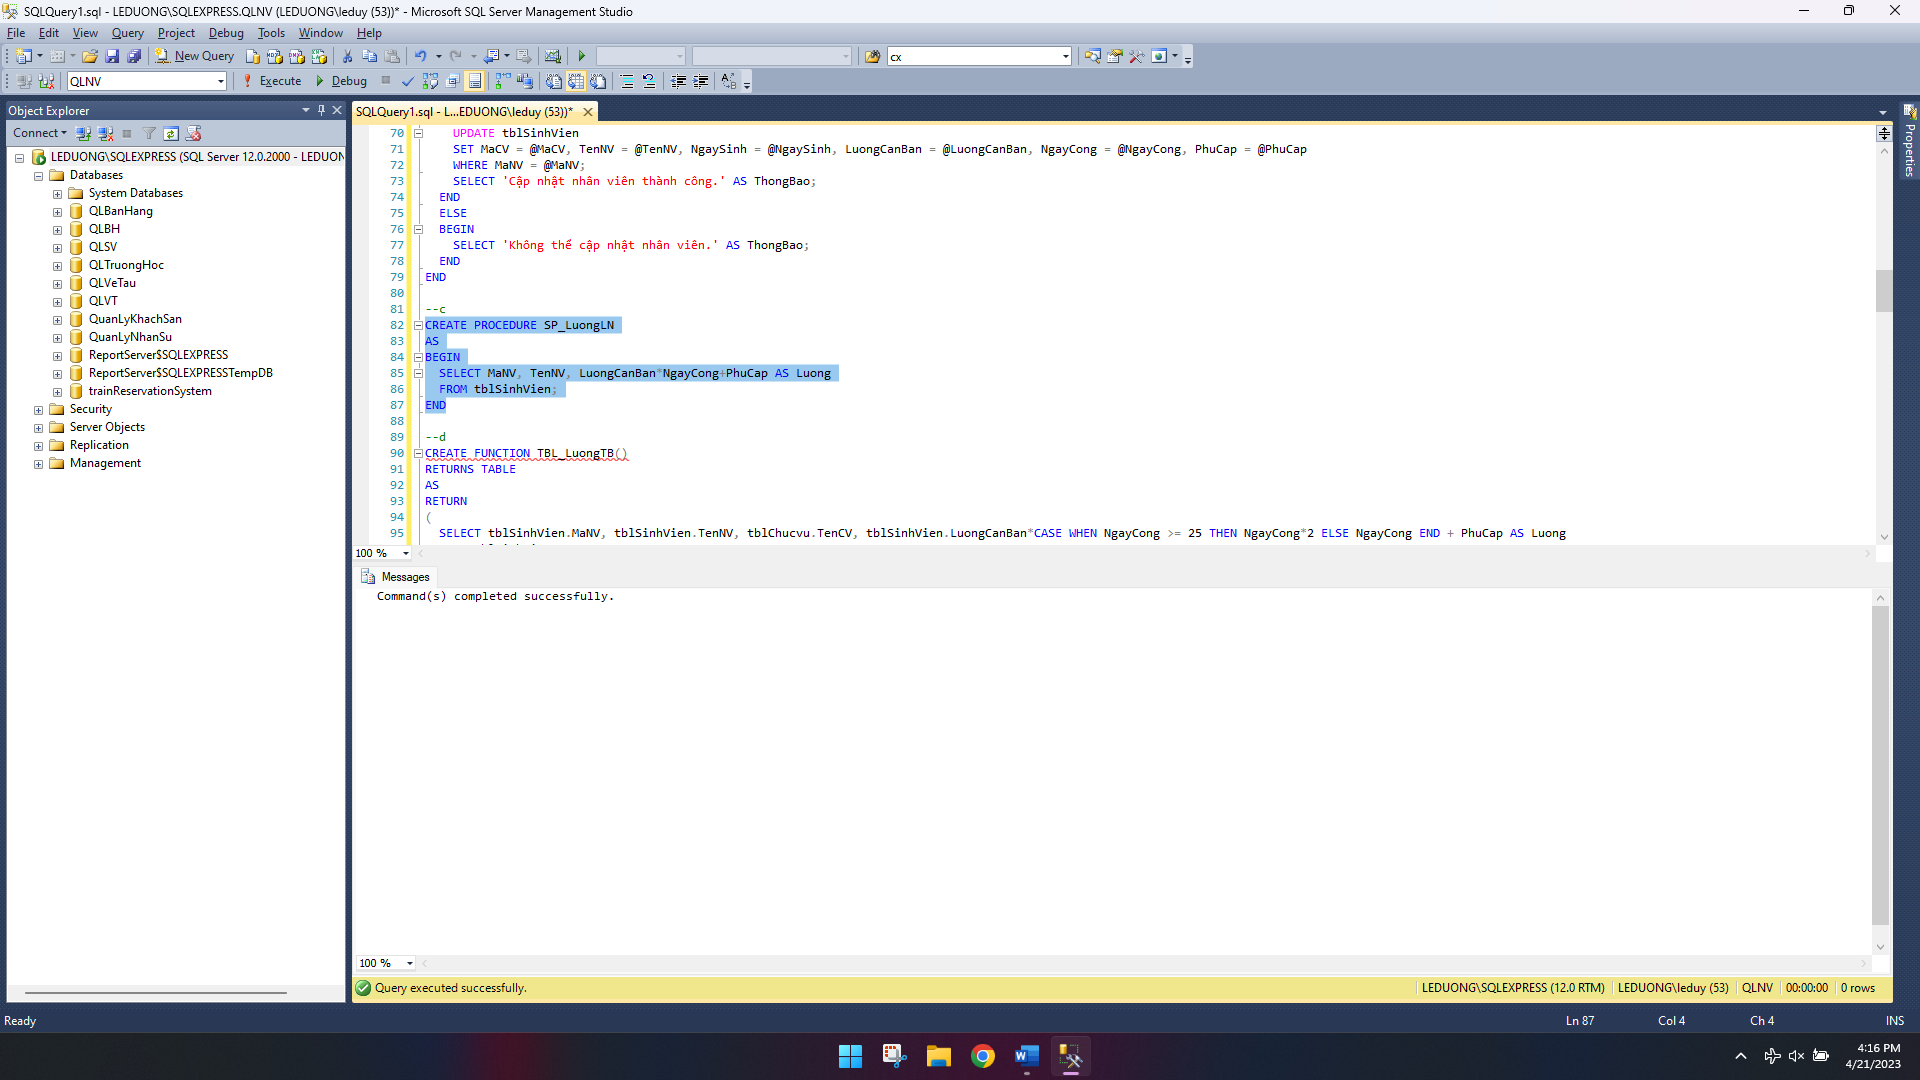 SQLQuery1.sql - LEDUONG\SQLEXPRESS.QLNV (LEDUONG\leduy (53))* - Microsoft SQL Server Management Studio
File Edit View Query Project Debug Tools Window Help
New Query
cx
QLNV
Execute
Debug
Object Explorer
Connect
LEDUONG\SQLEXPRESS (SQL Server 12.0.2000 - LEDUON
Databases
System Databases
QLBanHang
QLBH
QLSV
QLTruongHoc
QLVeTau
QLVT
QuanLyKhachSan
QuanLyNhanSu
ReportServer$SQLEXPRESS
ReportServer$SQLEXPRESSTempDB
trainReservationSystem
Security
Server Objects
Replication
Management
SQLQuery1.sql - L...EDUONG\leduy (53))*
70 UPDATE tblSinhVien
71 SET MaCV = @MaCV, TenNV = @TenNV, NgaySinh = @NgaySinh, LuongCanBan = @LuongCanBan, NgayCong = @NgayCong, PhuCap = @PhuCap
72 WHERE MaNV = @MaNV;
73 SELECT 'Cập nhật nhân viên thành công.' AS ThongBao;
74 END
75 ELSE
76 BEGIN
77 SELECT 'Không thể cập nhật nhân viên.' AS ThongBao;
78 END
79 END
80
81 --c
82 CREATE PROCEDURE SP_LuongLN
83 AS
84 BEGIN
85 SELECT MaNV, TenNV, LuongCanBan*NgayCong+PhuCap AS Luong
86 FROM tblSinhVien;
87 END
88
89 --d
90 CREATE FUNCTION TBL_LuongTB()
91 RETURNS TABLE
92 AS
93 RETURN
94 (
95 SELECT tblSinhVien.MaNV, tblSinhVien.TenNV, tblChucvu.TenCV, tblSinhVien.LuongCanBan*CASE WHEN NgayCong >= 25 THEN NgayCong*2 ELSE NgayCong END + PhuCap AS Luong
100 %
Messages
Command(s) completed successfully.
100 %
Query executed successfully.
LEDUONG\SQLEXPRESS (12.0 RTM) LEDUONG\leduy (53) QLNV 00:00:00 0 rows
Properties
Ready
Ln 87 Col 4 Ch 4 INS
4:16 PM
4/21/2023